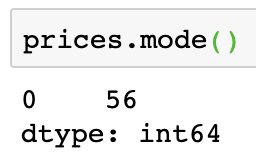 prices.mode()
0    56
dtype: int64